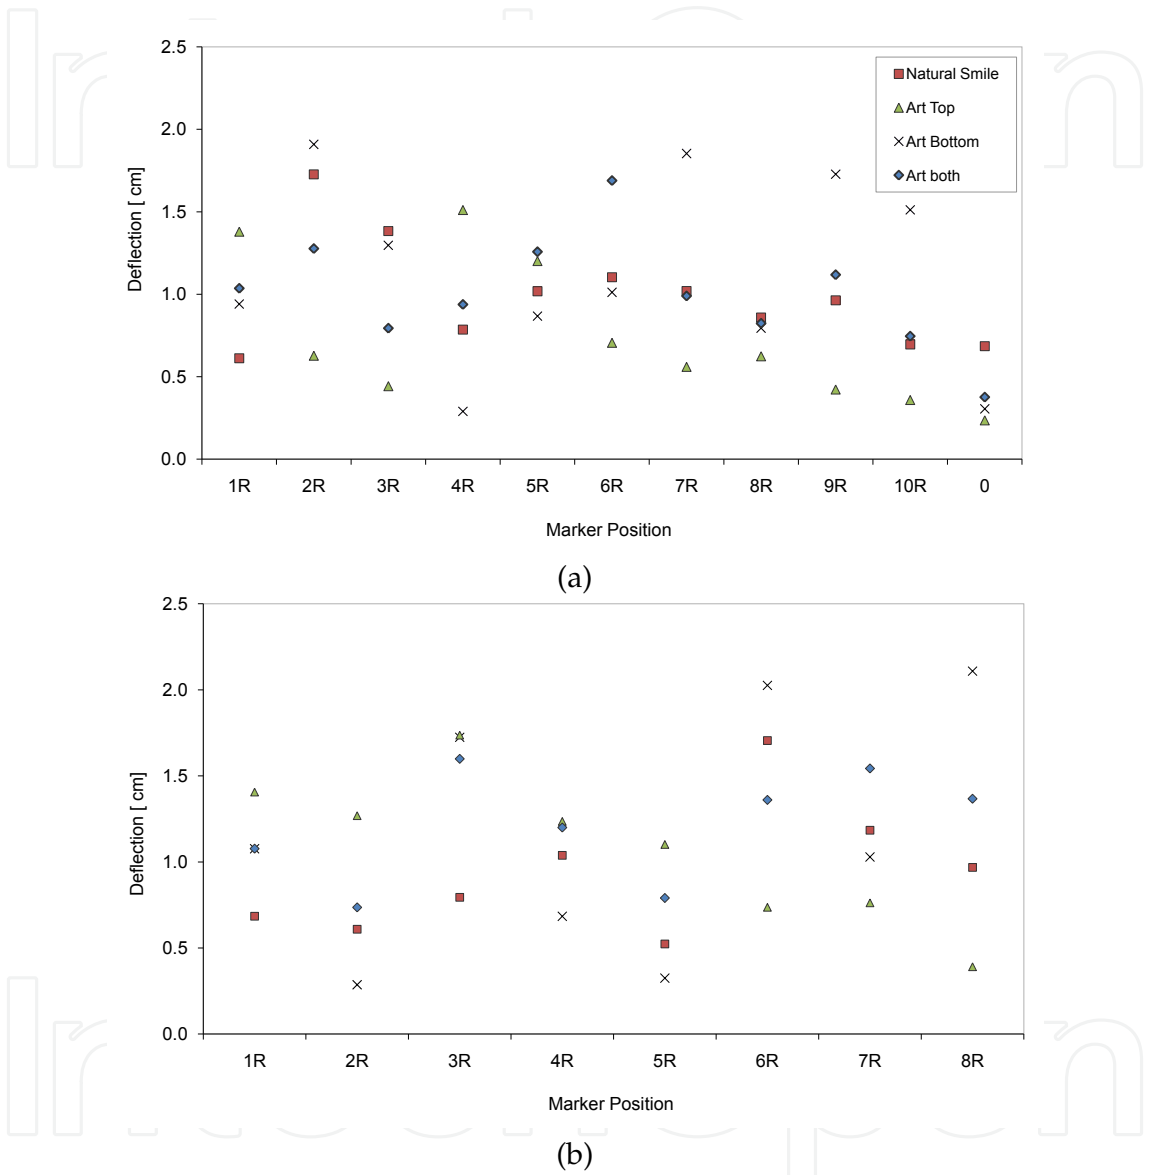 2.5
2.0
1.5
1.0
0.5
0.0
Deflection [ cm]
Natural Smile
Art Top
Art Bottom
Art both
1R 2R 3R 4R 5R 6R 7R 8R 9R 10R 0
Marker Position
(a)
2.5
2.0
1.5
1.0
0.5
0.0
Deflection [ cm]
1R 2R 3R 4R 5R 6R 7R 8R
Marker Position
(b)